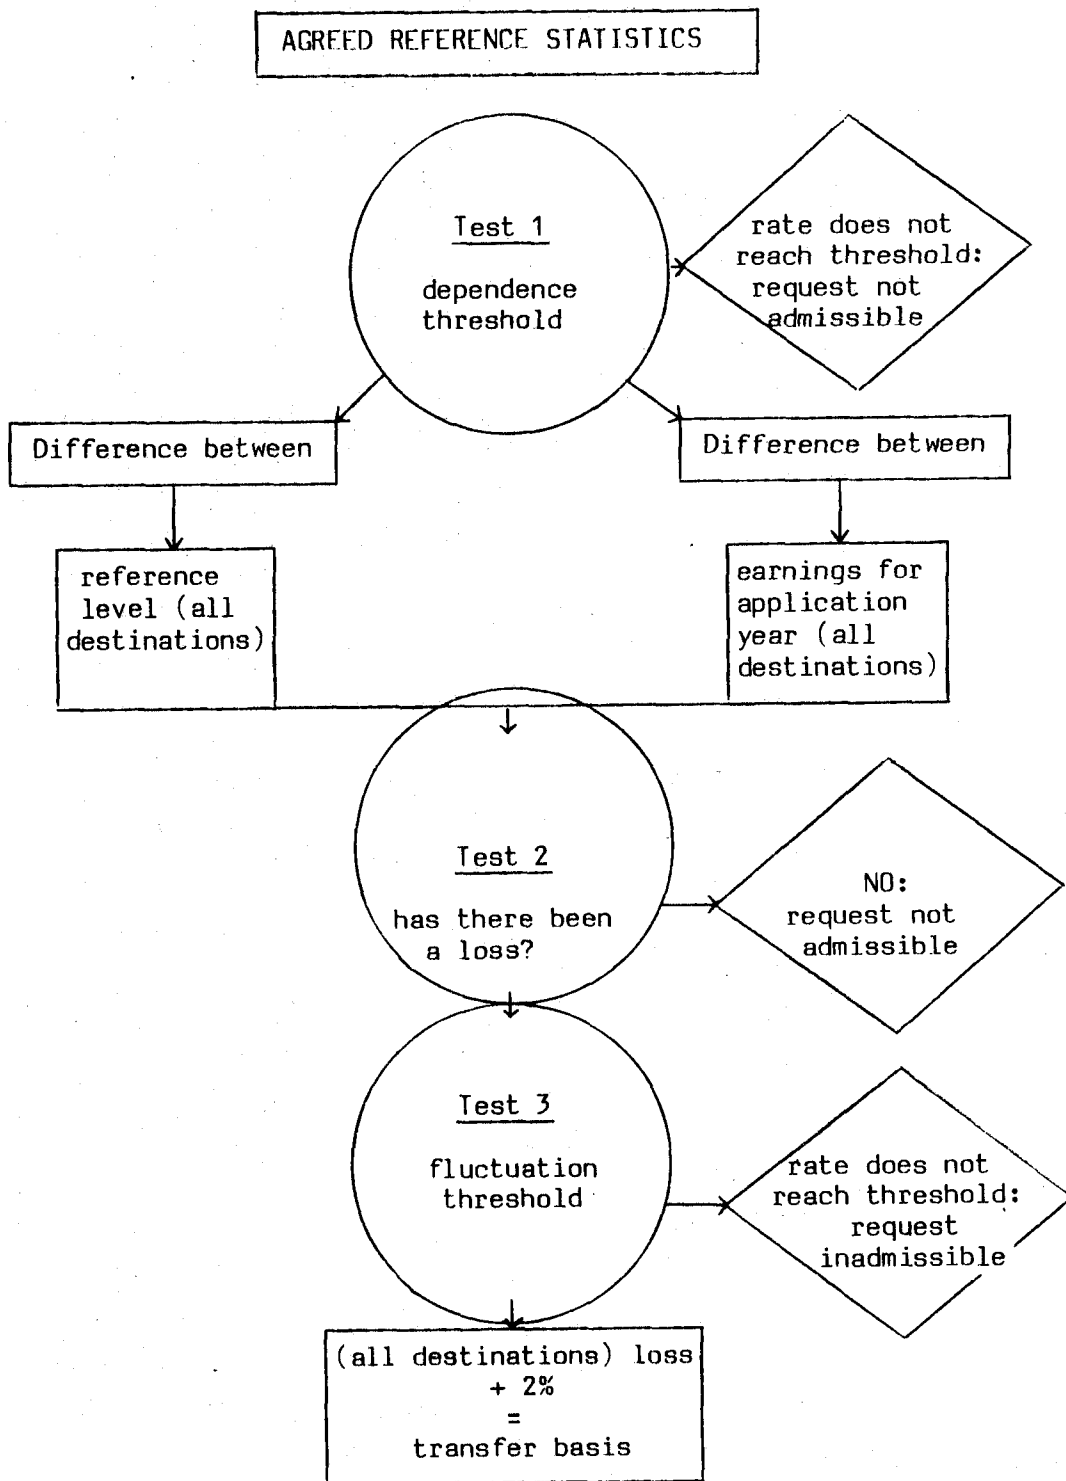 AGREED REFERENCE STATISTICS
Test 1
dependence
threshold
rate does not
reach threshold:
request not
admissible
Difference between
Difference between
reference
level (all
destinations)
earnings for
application
year (all
destinations)
Test 2
has there been
a loss?
NO:
request not
admissible
Test 3
fluctuation
threshold
rate does not
reach threshold:
request
inadmissible
(all destinations) loss
+ 2%
=
transfer basis